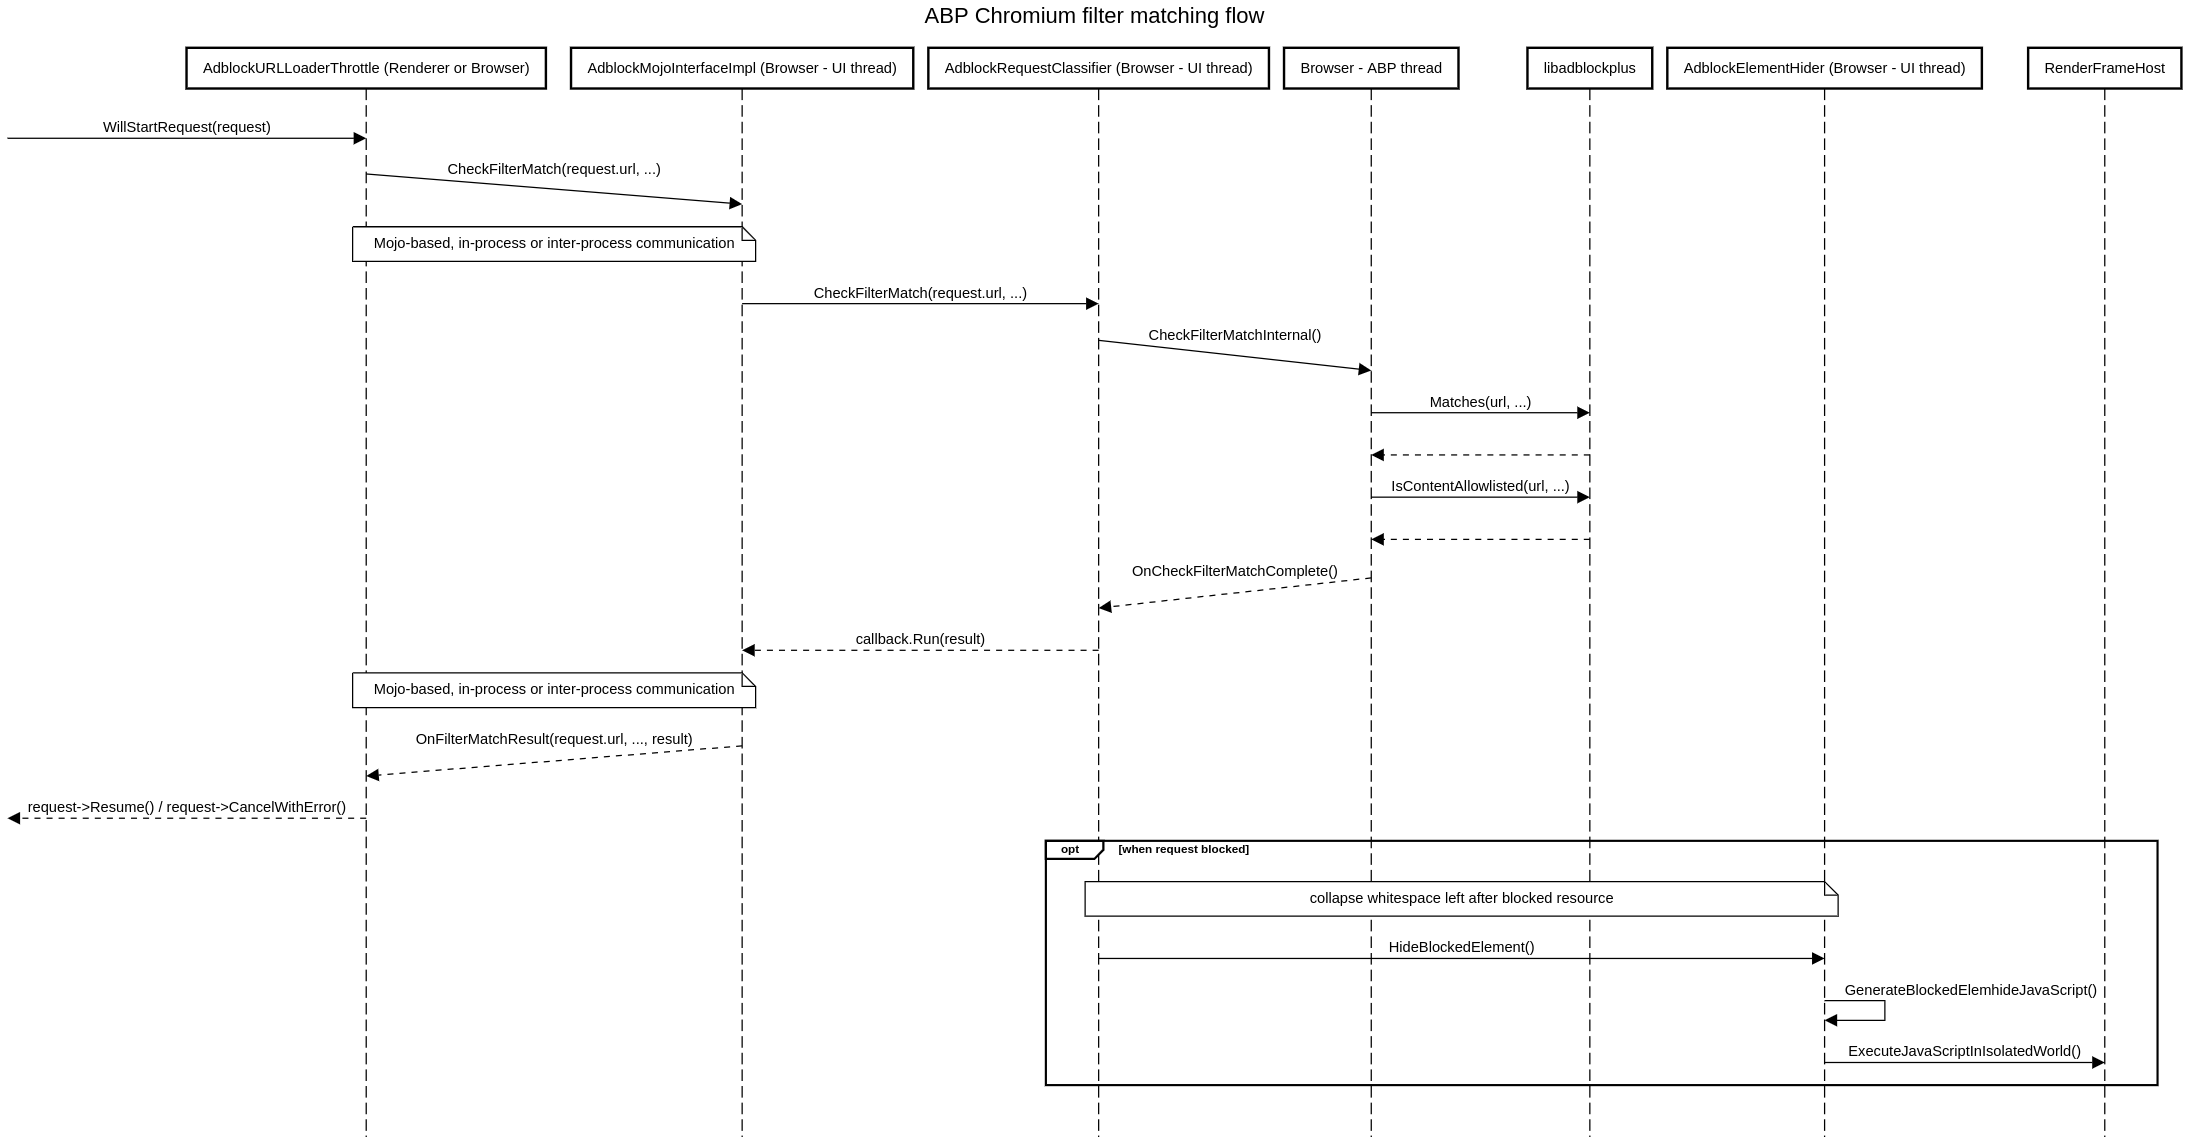 ABP Chromium filter matching flow
AdblockURLLoaderThrottle (Renderer or Browser)
AdblockMojoInterfaceImpl (Browser - UI thread)
AdblockRequestClassifier (Browser - UI thread)
Browser - ABP thread
libadblockplus
AdblockElementHider (Browser - UI thread)
RenderFrameHost
WillStartRequest(request)
CheckFilterMatch(request.url, ...)
Mojo-based, in-process or inter-process communication
CheckFilterMatch(request.url, ...)
CheckFilterMatchInternal()
Matches(url, ...)
IsContentAllowlisted(url, ...)
OnCheckFilterMatchComplete()
callback.Run(result)
Mojo-based, in-process or inter-process communication
OnFilterMatchResult(request.url, ..., result)
request->Resume() / request->CancelWithError()
opt
[when request blocked]
collapse whitespace left after blocked resource
HideBlockedElement()
GenerateBlockedElemhideJavaScript()
ExecuteJavaScriptInIsolatedWorld()